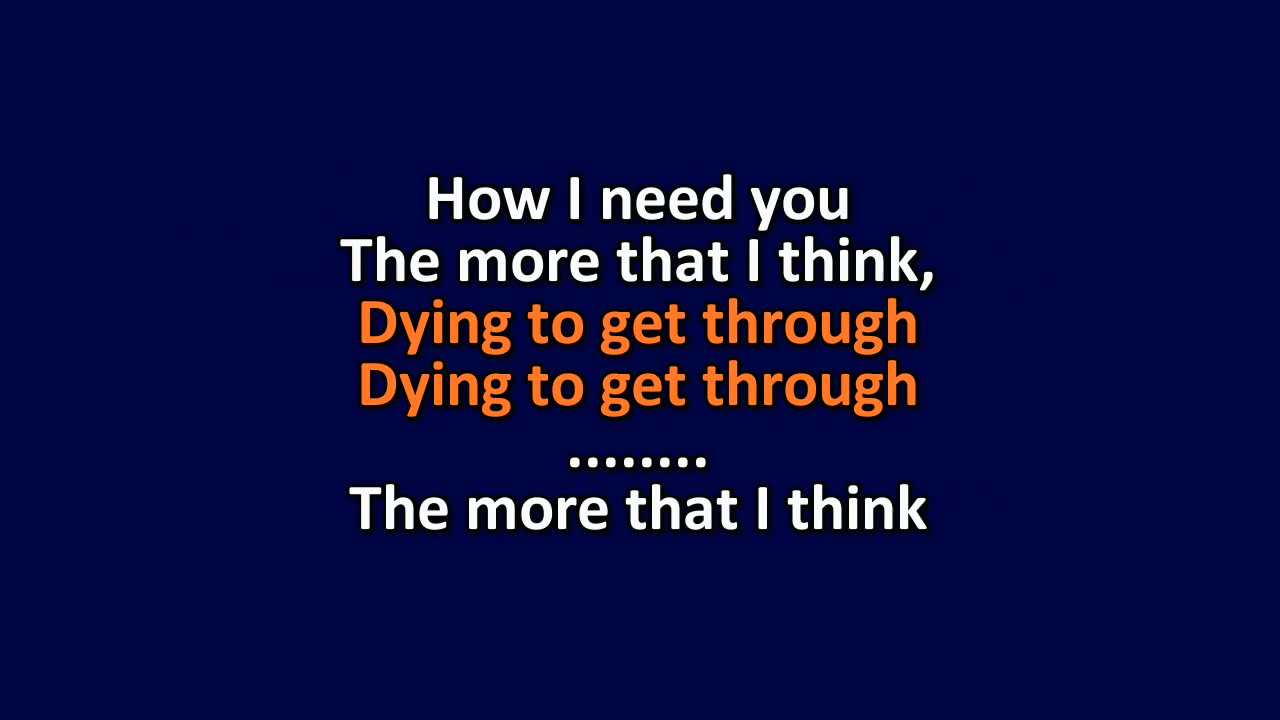 How I need you
The more that I think,
Dying to get through
Dying to get through
........
The more that I think